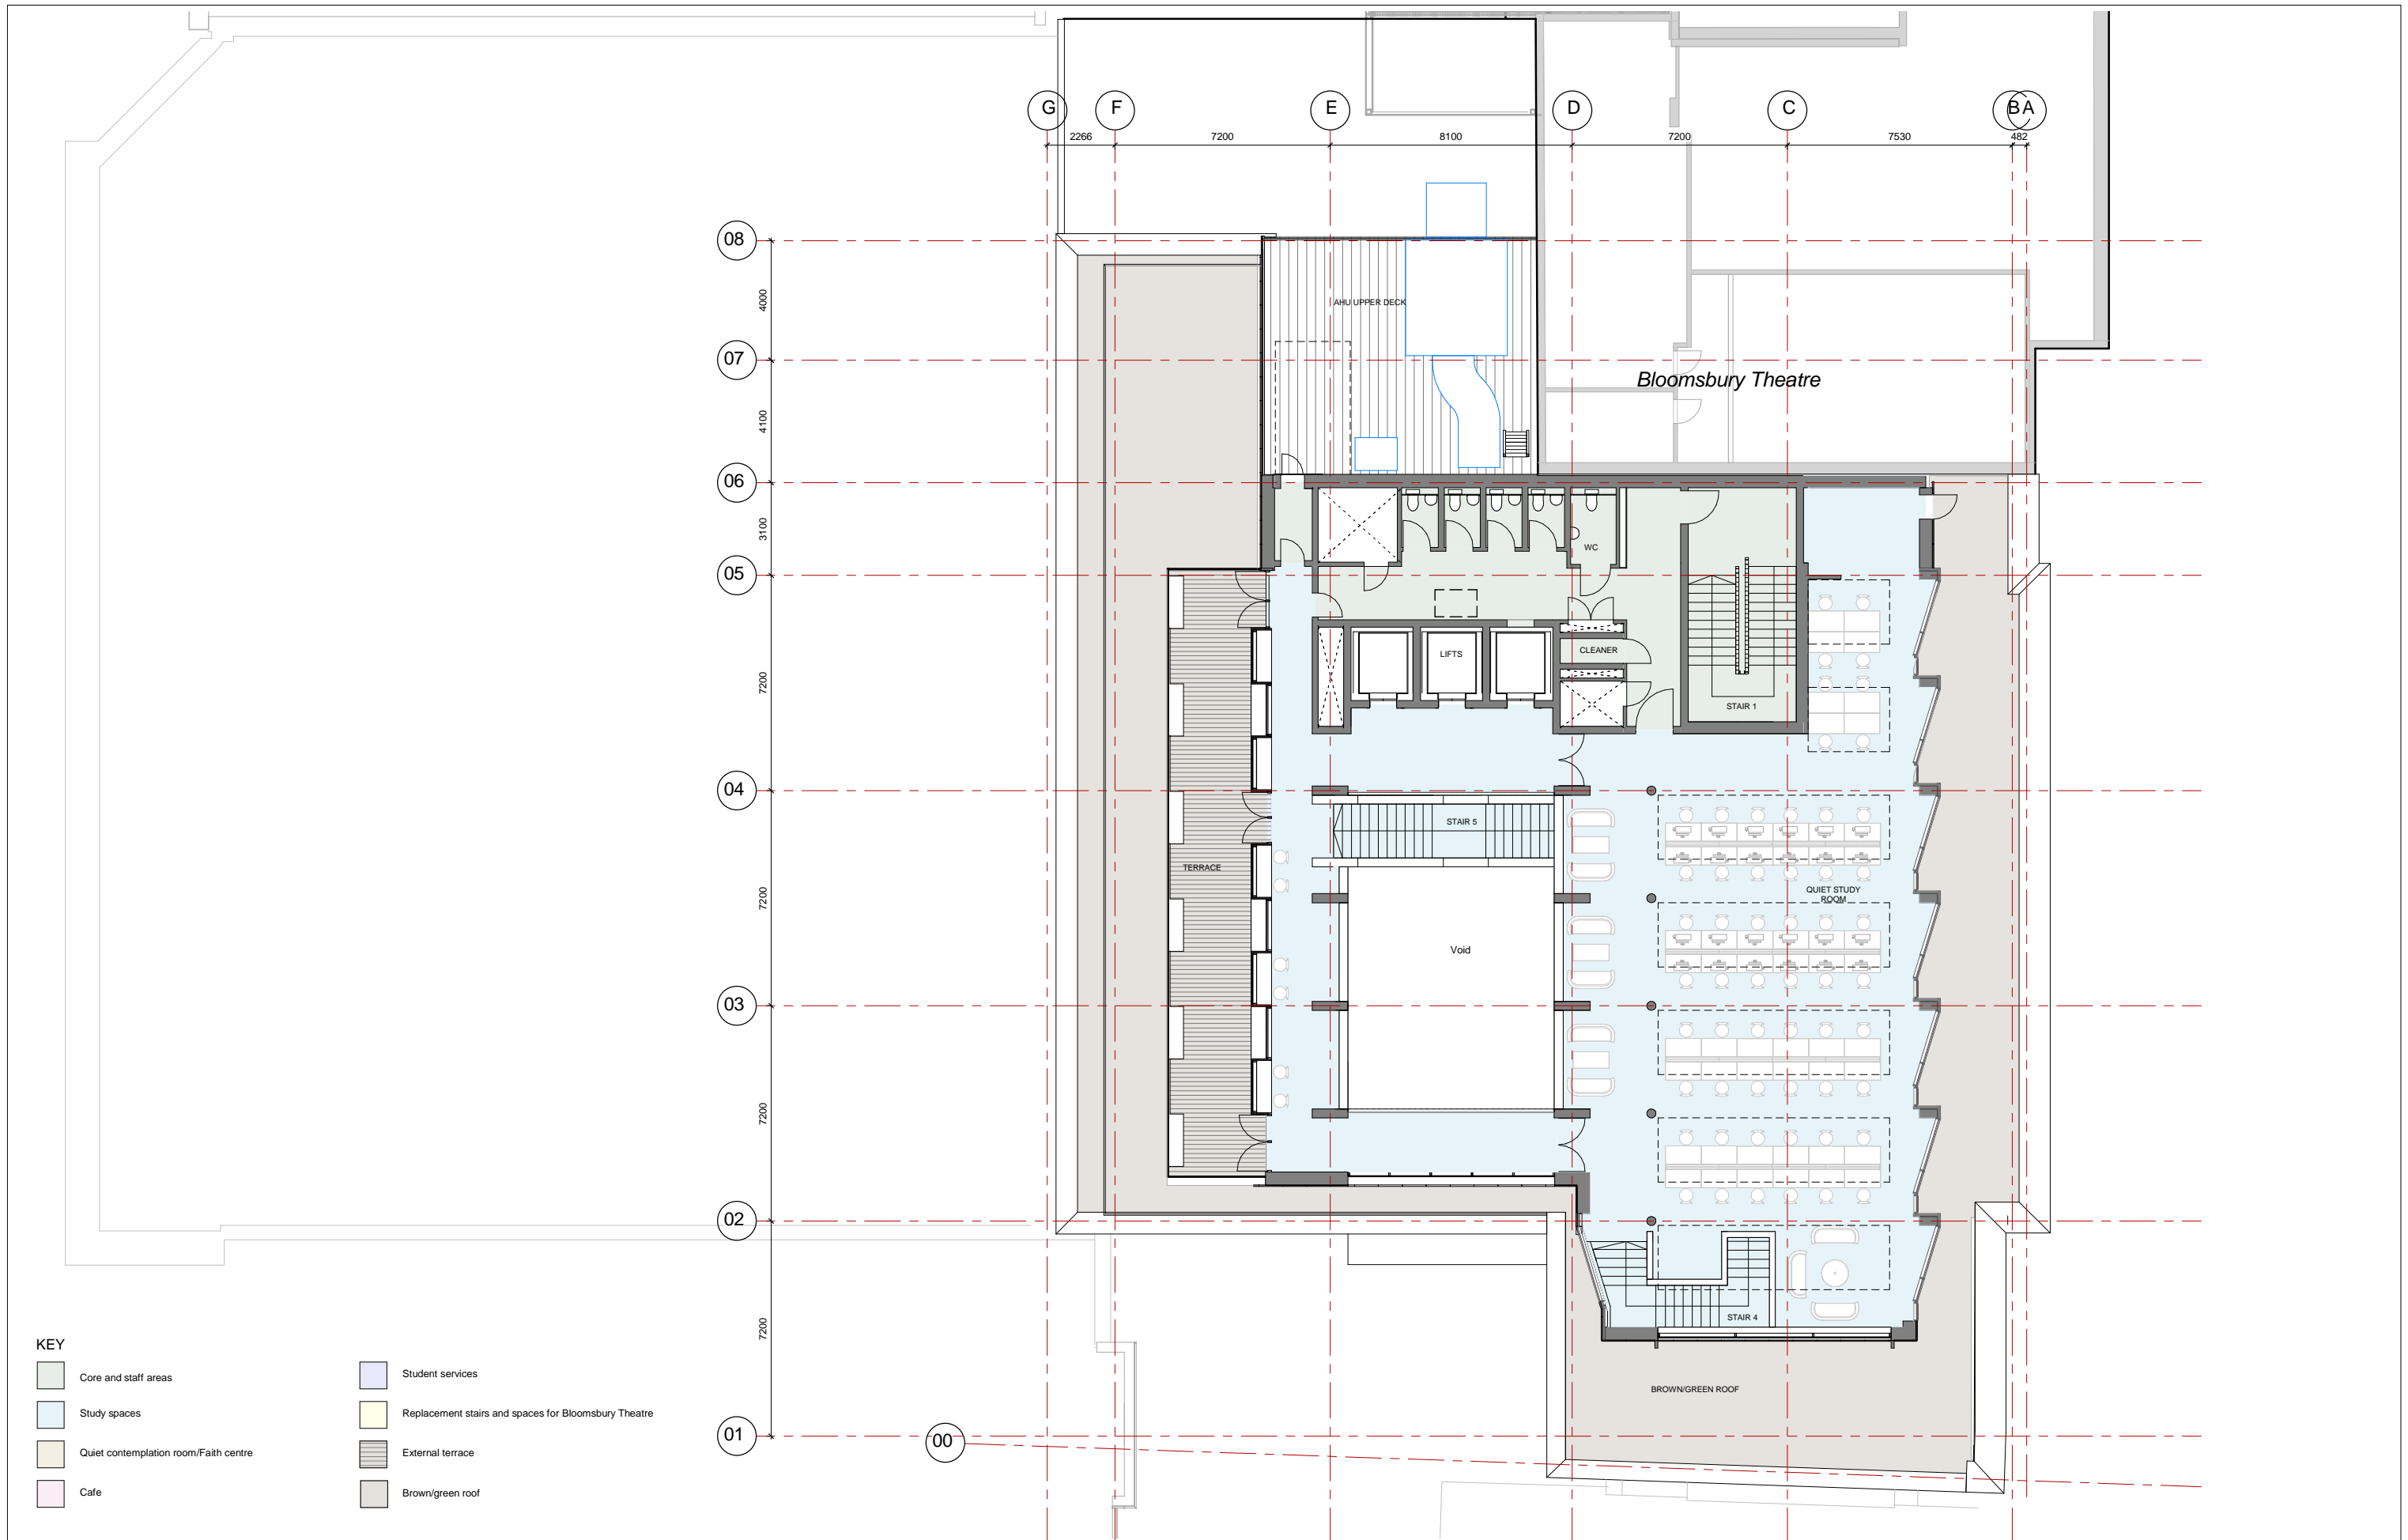 G
F
E
D
C
B
A
2266
7200
8100
7200
7530
482
08
4000
AHU UPPER DECK
07
Bloomsbury Theatre
4100
06
3100
WC
05
7200
LIFTS
CLEANER
STAIR 1
04
STAIR 5
TERRACE
7200
QUIET STUDY
ROOM
Void
03
7200
02
7200
STAIR 4
BROWN/GREEN ROOF
01
00
KEY
Core and staff areas
Study spaces
Quiet contemplation room/Faith centre
Cafe
Student services
Replacement stairs and spaces for Bloomsbury Theatre
External terrace
Brown/green roof